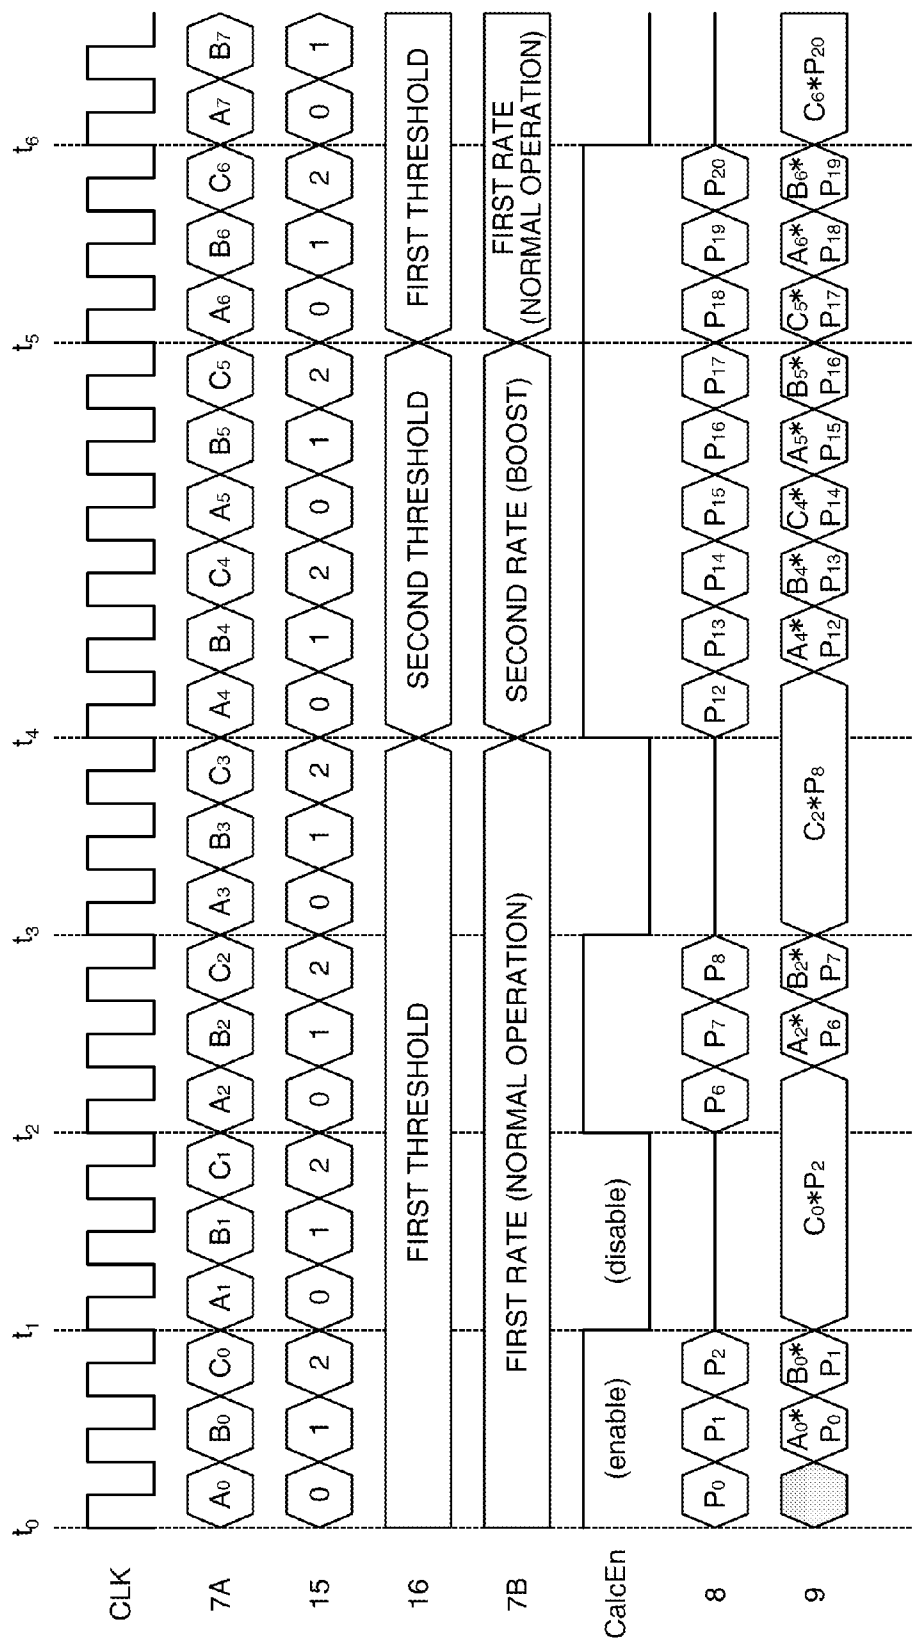 t0 t1 t2 t3 t4 t5 t6
CLK
7A A0 B0 C0 A1 B1 C1 A2 B2 C2 A3 B3 C3 A4 B4 C4 A5 B5 C5 A6 B6 C6 A7 B7
15 0 1 2 0 1 2 0 1 2 0 1 2 0 1 2 0 1 2 0 1 2 0 1
16 FIRST THRESHOLD SECOND THRESHOLD FIRST THRESHOLD
7B FIRST RATE (NORMAL OPERATION) SECOND RATE (BOOST) FIRST RATE
(NORMAL OPERATION)
CalcEn (enable) (disable)
8 P0 P1 P2 P6 P7 P8 P12 P13 P14 P15 P16 P17 P18 P19 P20
9 A0*
P0 B0*
P1 C0*P2 A2*
P6 B2*
P7 C2*P8 A4*
P12 B4*
P13 C4*
P14 A5*
P15 B5*
P16 C5*
P17 A6*
P18 B6*
P19 C6*P20